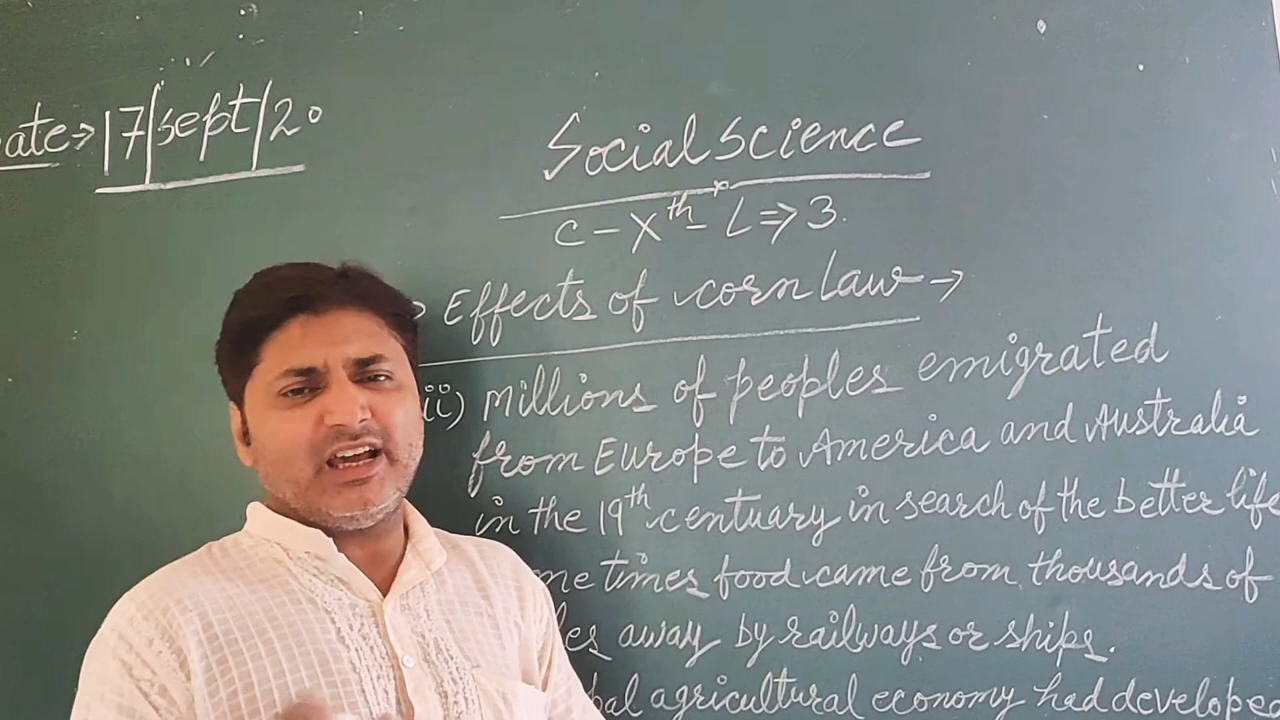 ate⇒ 17/sept/20
Social Science
C - Xth - L ⇒ 3.
Effects of corn law →
ii) Millions of peoples emigrated
from Europe to America and Australia
in the 19th centuary in search of the better life
me times food came from thousands of
les away by railways or ships.
bal agricultural economy had developed